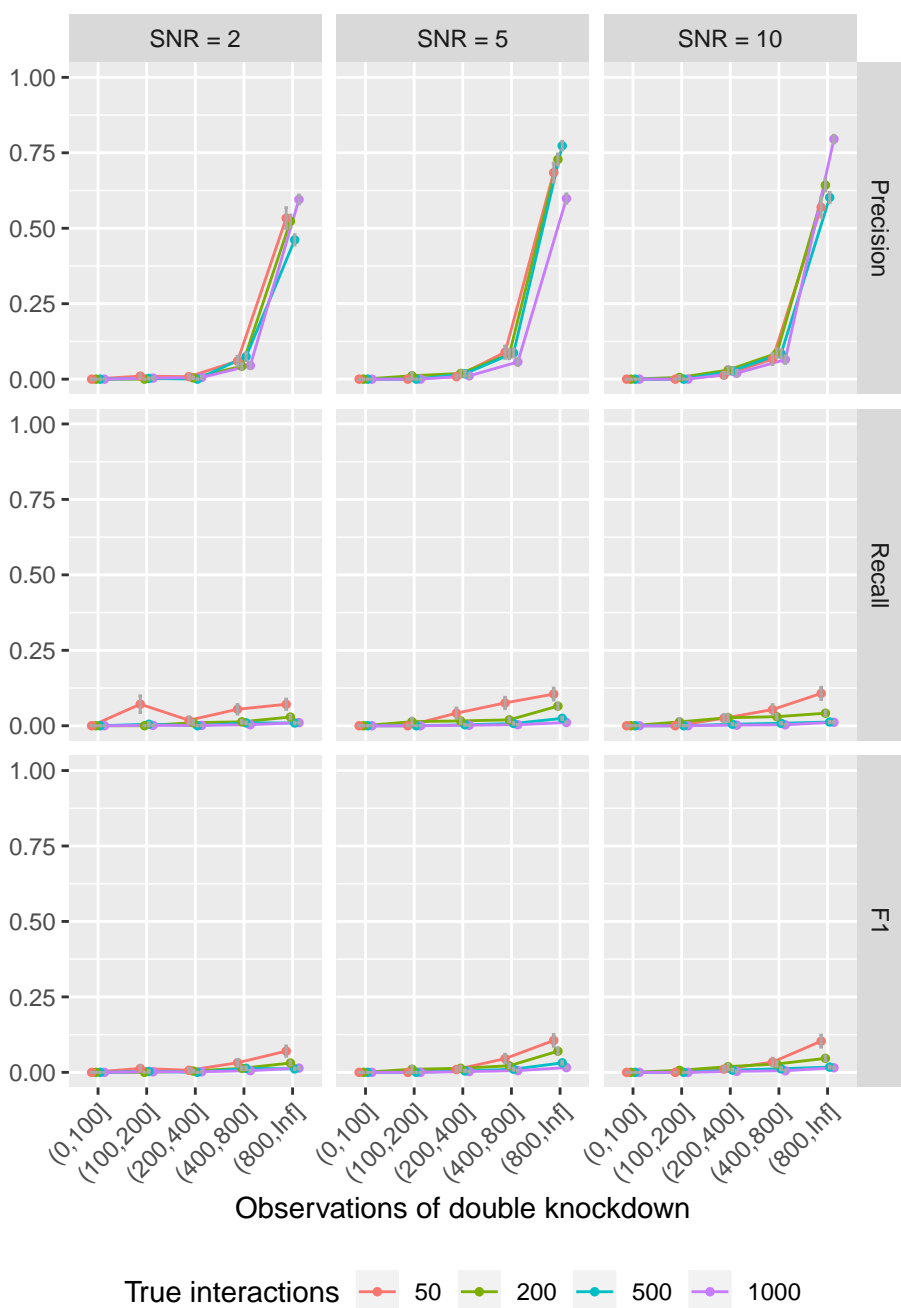 SNR = 2 SNR = 5 SNR = 10
1.00
0.75
0.50
0.25
0.00
Precision
1.00
0.75
0.50
0.25
0.00
Recall
1.00
0.75
0.50
0.25
0.00
F1
(0,100] (100,200] (200,400] (400,800] (800,Inf] (0,100] (100,200] (200,400] (400,800] (800,Inf] (0,100] (100,200] (200,400] (400,800] (800,Inf]
Observations of double knockdown
True interactions 50 200 500 1000